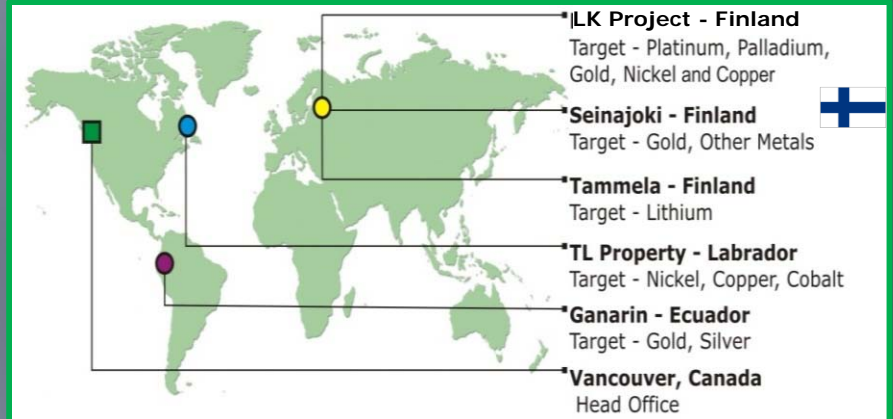 LK Project - Finland
Target - Platinum, Palladium,
Gold, Nickel and Copper
Seinajoki - Finland
Target - Gold, Other Metals
Tammela - Finland
Target - Lithium
TL Property - Labrador
Target - Nickel, Copper, Cobalt
Ganarin - Ecuador
Target - Gold, Silver
Vancouver, Canada
Head Office